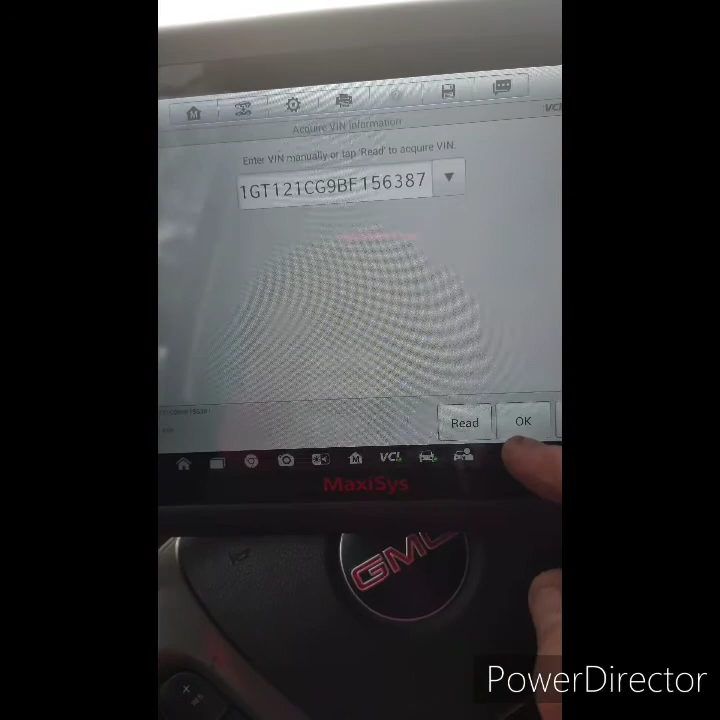 VCI
Acquire VIN information
Enter VIN manually or tap 'Read' to acquire VIN.
1GT121CG9BF156387
Read
OK
VCI
MaxiSys
GMC
PowerDirector